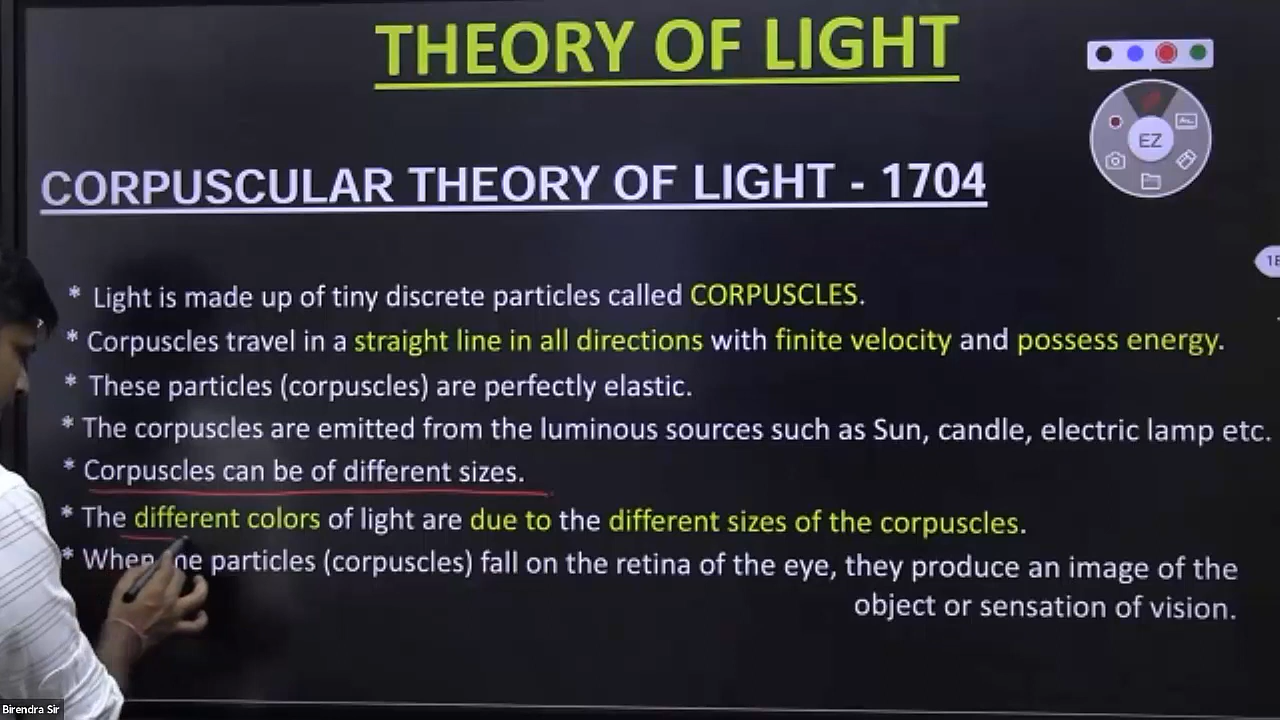 THEORY OF LIGHT
EZ
CORPUSCULAR THEORY OF LIGHT - 1704
* Light is made up of tiny discrete particles called CORPUSCLES.
* Corpuscles travel in a straight line in all directions with finite velocity and possess energy.
* These particles (corpuscles) are perfectly elastic.
* The corpuscles are emitted from the luminous sources such as Sun, candle, electric lamp etc.
* Corpuscles can be of different sizes.
* The different colors of light are due to the different sizes of the corpuscles.
* When particles (corpuscles) fall on the retina of the eye, they produce an image of the
object or sensation of vision.
Birendra Sir